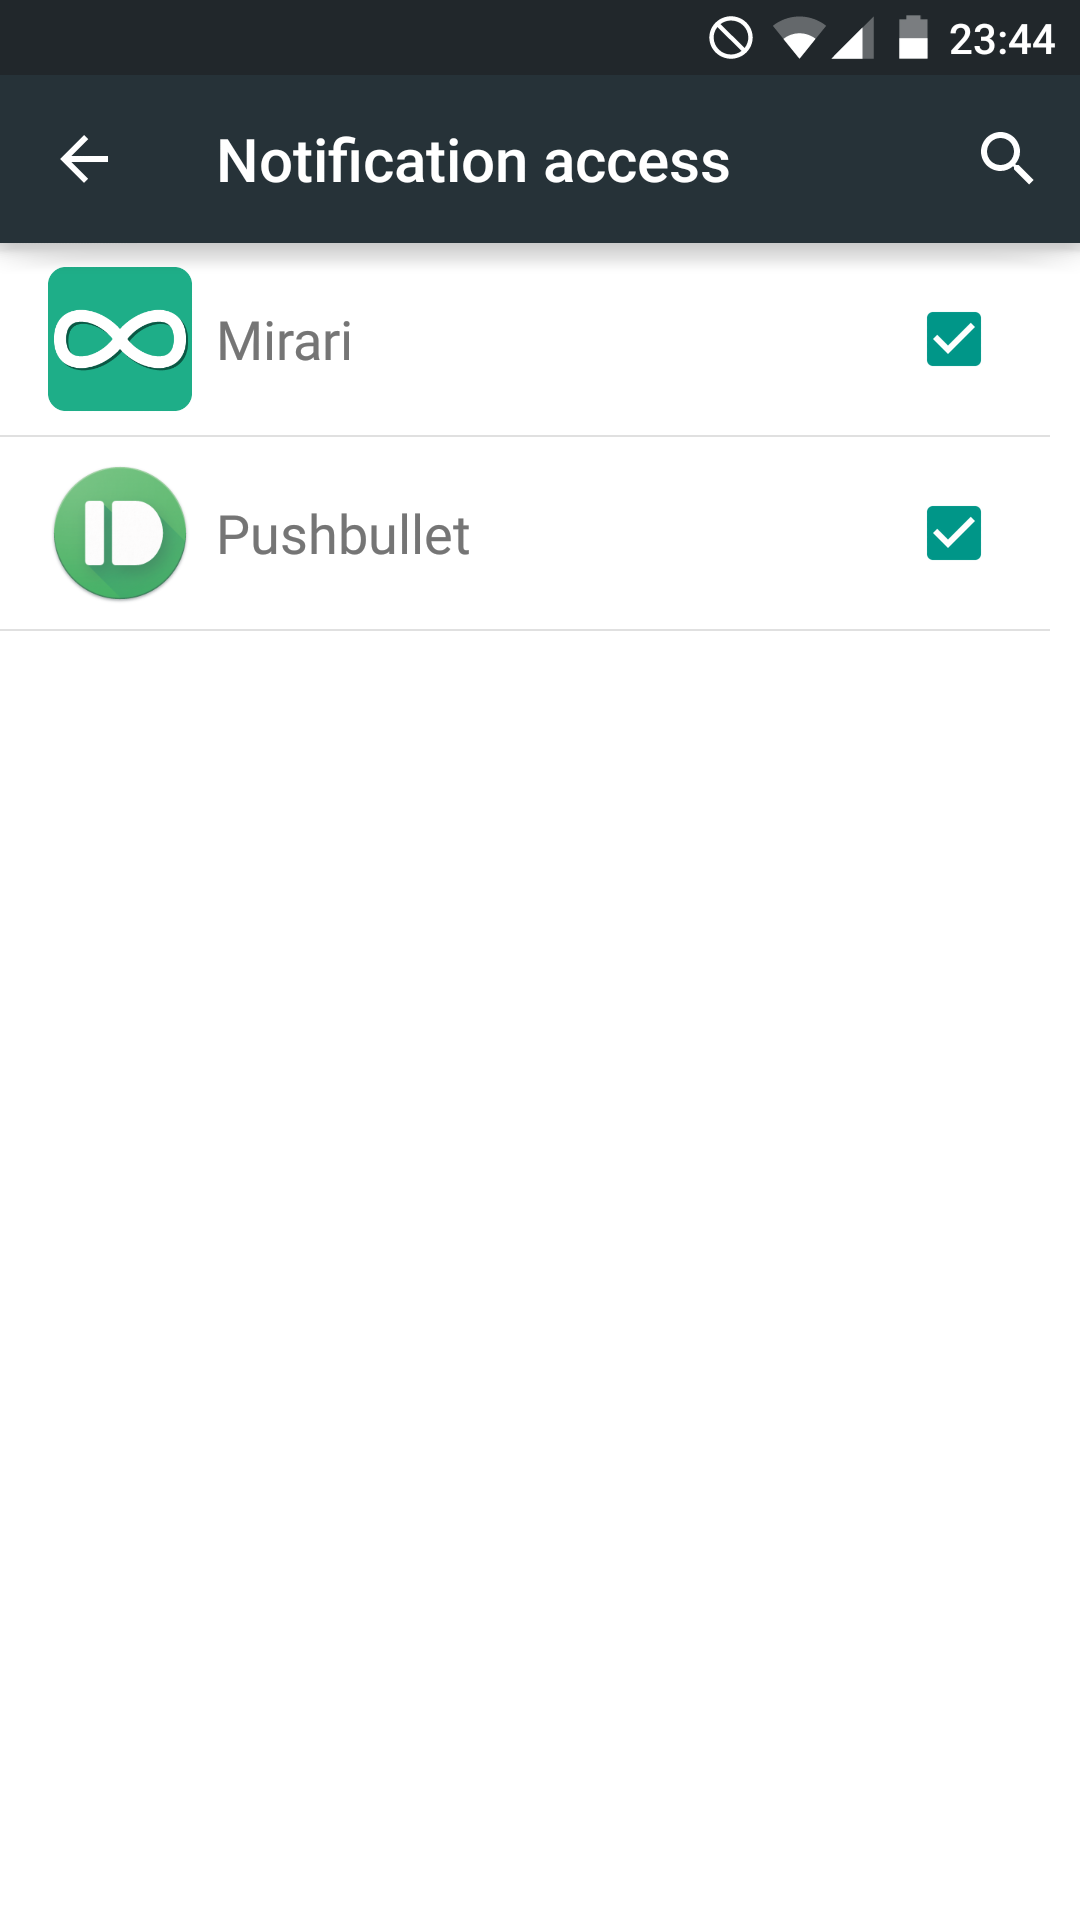 23:44
Notification access
Mirari
Pushbullet